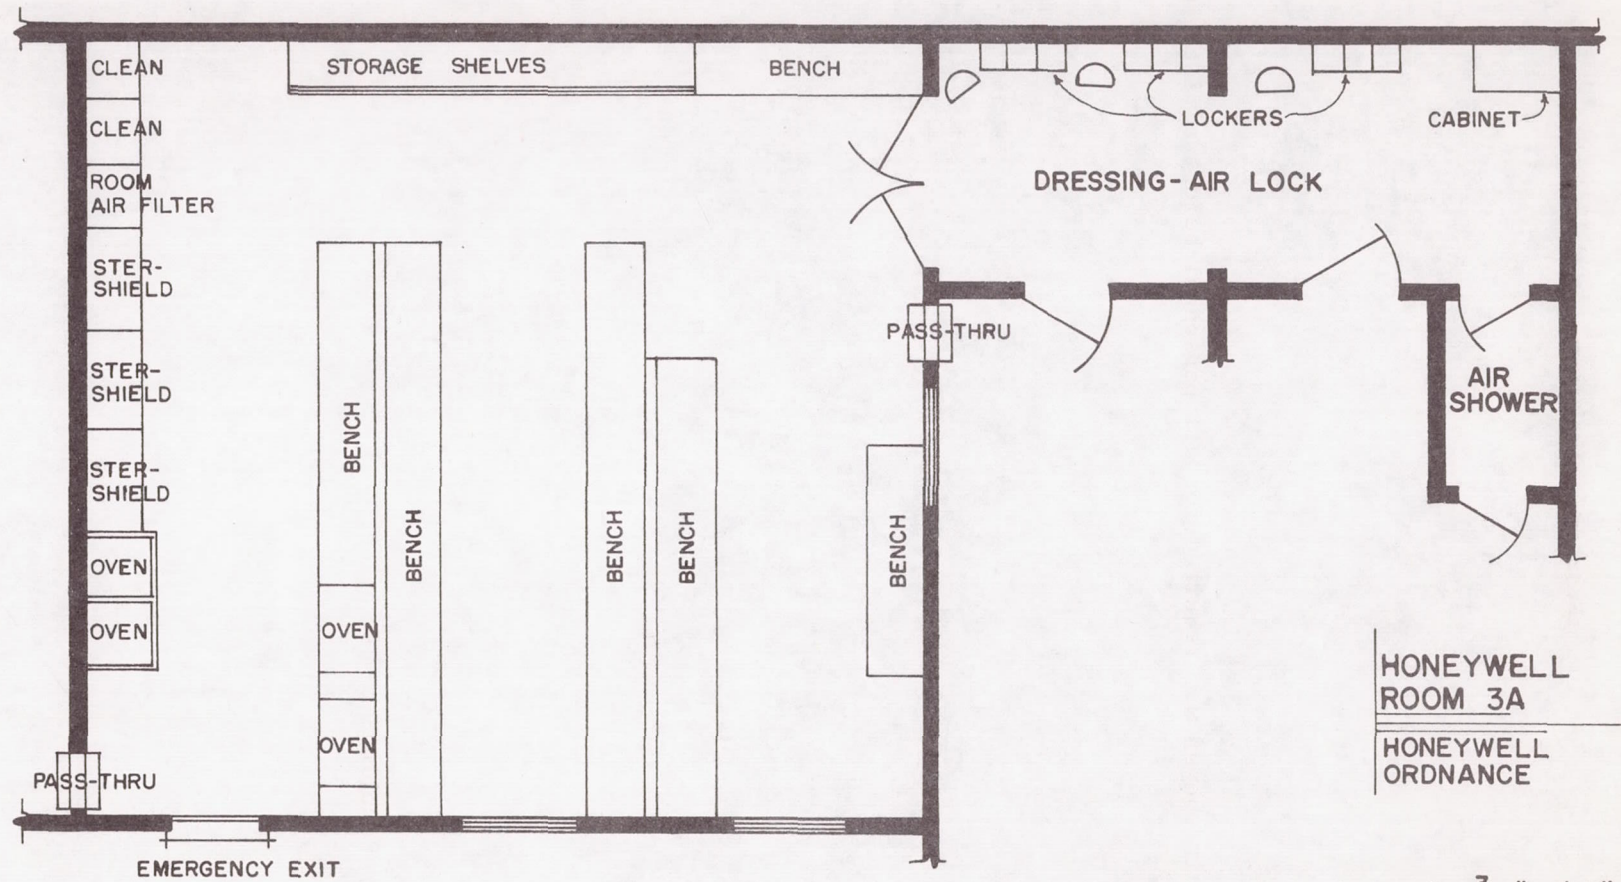 CLEAN
STORAGE SHELVES
BENCH
LOCKERS
CABINET
CLEAN
ROOM
AIR FILTER
DRESSING-AIR LOCK
STER-
SHIELD
PASS-THRU
STER-
SHIELD
AIR
SHOWER
BENCH
STER-
SHIELD
BENCH
BENCH
BENCH
BENCH
OVEN
OVEN
OVEN
OVEN
PASS-THRU
EMERGENCY EXIT
HONEYWELL
ROOM 3A
HONEYWELL
ORDNANCE